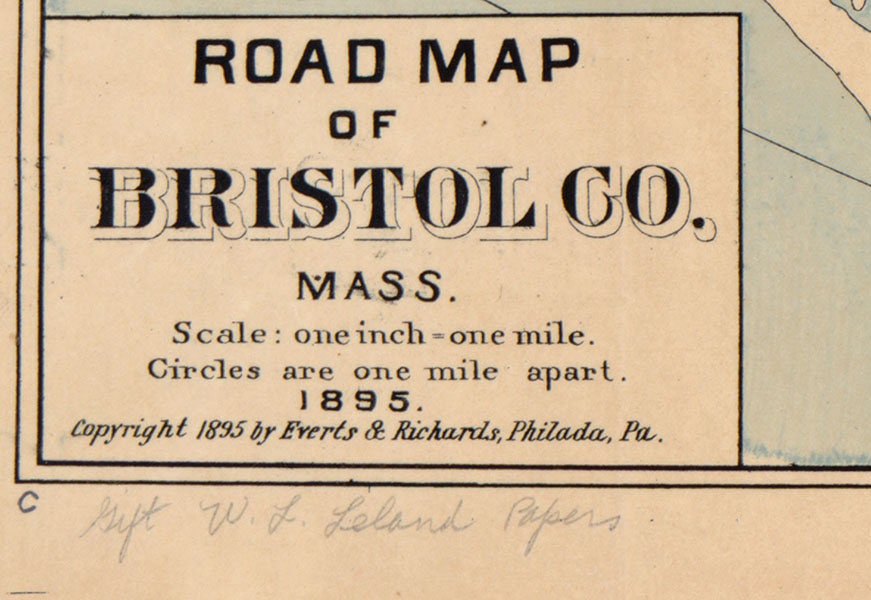 ROAD MAP
OF
BRISTOL CO.
MASS.
Scale: one inch = one mile.
Circles are one mile apart.
1895.
Copyright 1895 by Everts & Richards, Philada, Pa.
C
Gift W. L. Leland Papers